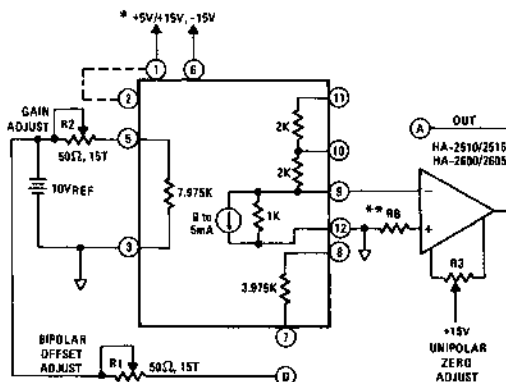 * +5V/+15V, -15V
1
6
2
11
GAIN ADJUST
R2
5
50Ω, 15T
2K
10
2K
A
OUT
HA-2510/2515
HA-2600/2605
10VREF
7.975K
9
0 to 5mA
1K
12
** R6
-
+
3
8
3.975K
R3
7
+15V
UNIPOLAR ZERO ADJUST
BIPOLAR OFFSET ADJUST
R1
50Ω, 15T